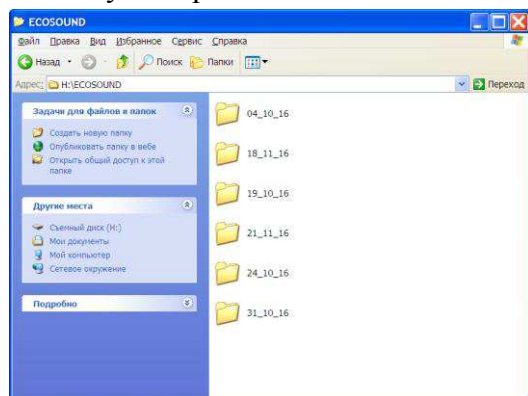 ECOSOUND
Файл Правка Вид Избранное Сервис Справка
Назад Поиск Папки
Адрес: H:\ECOSOUND Переход
Задачи для файлов и папок
Создать новую папку
Опубликовать папку в вебе
Открыть общий доступ к этой
папке
Другие места
Съемный диск (H:)
Мои документы
Мой компьютер
Сетевое окружение
Подробно
04_10_16
18_11_16
19_10_16
21_11_16
24_10_16
31_10_16